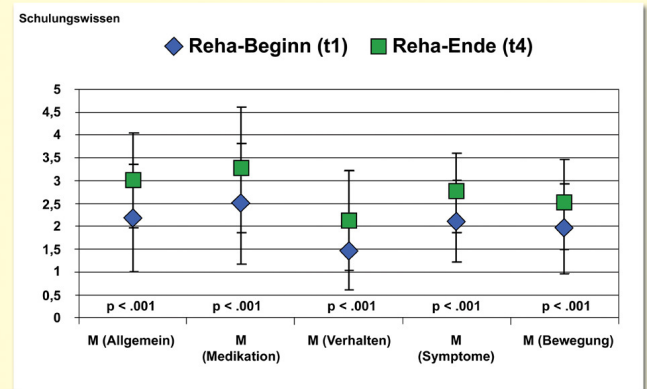 Schulungswissen
Reha-Beginn (t1) Reha-Ende (t4)
5
4,5
4
3,5
3
2,5
2
1,5
1
0,5
0
p < .001 p < .001 p < .001 p < .001 p < .001
M (Allgemein) M (Medikation) M (Verhalten) M (Symptome) M (Bewegung)